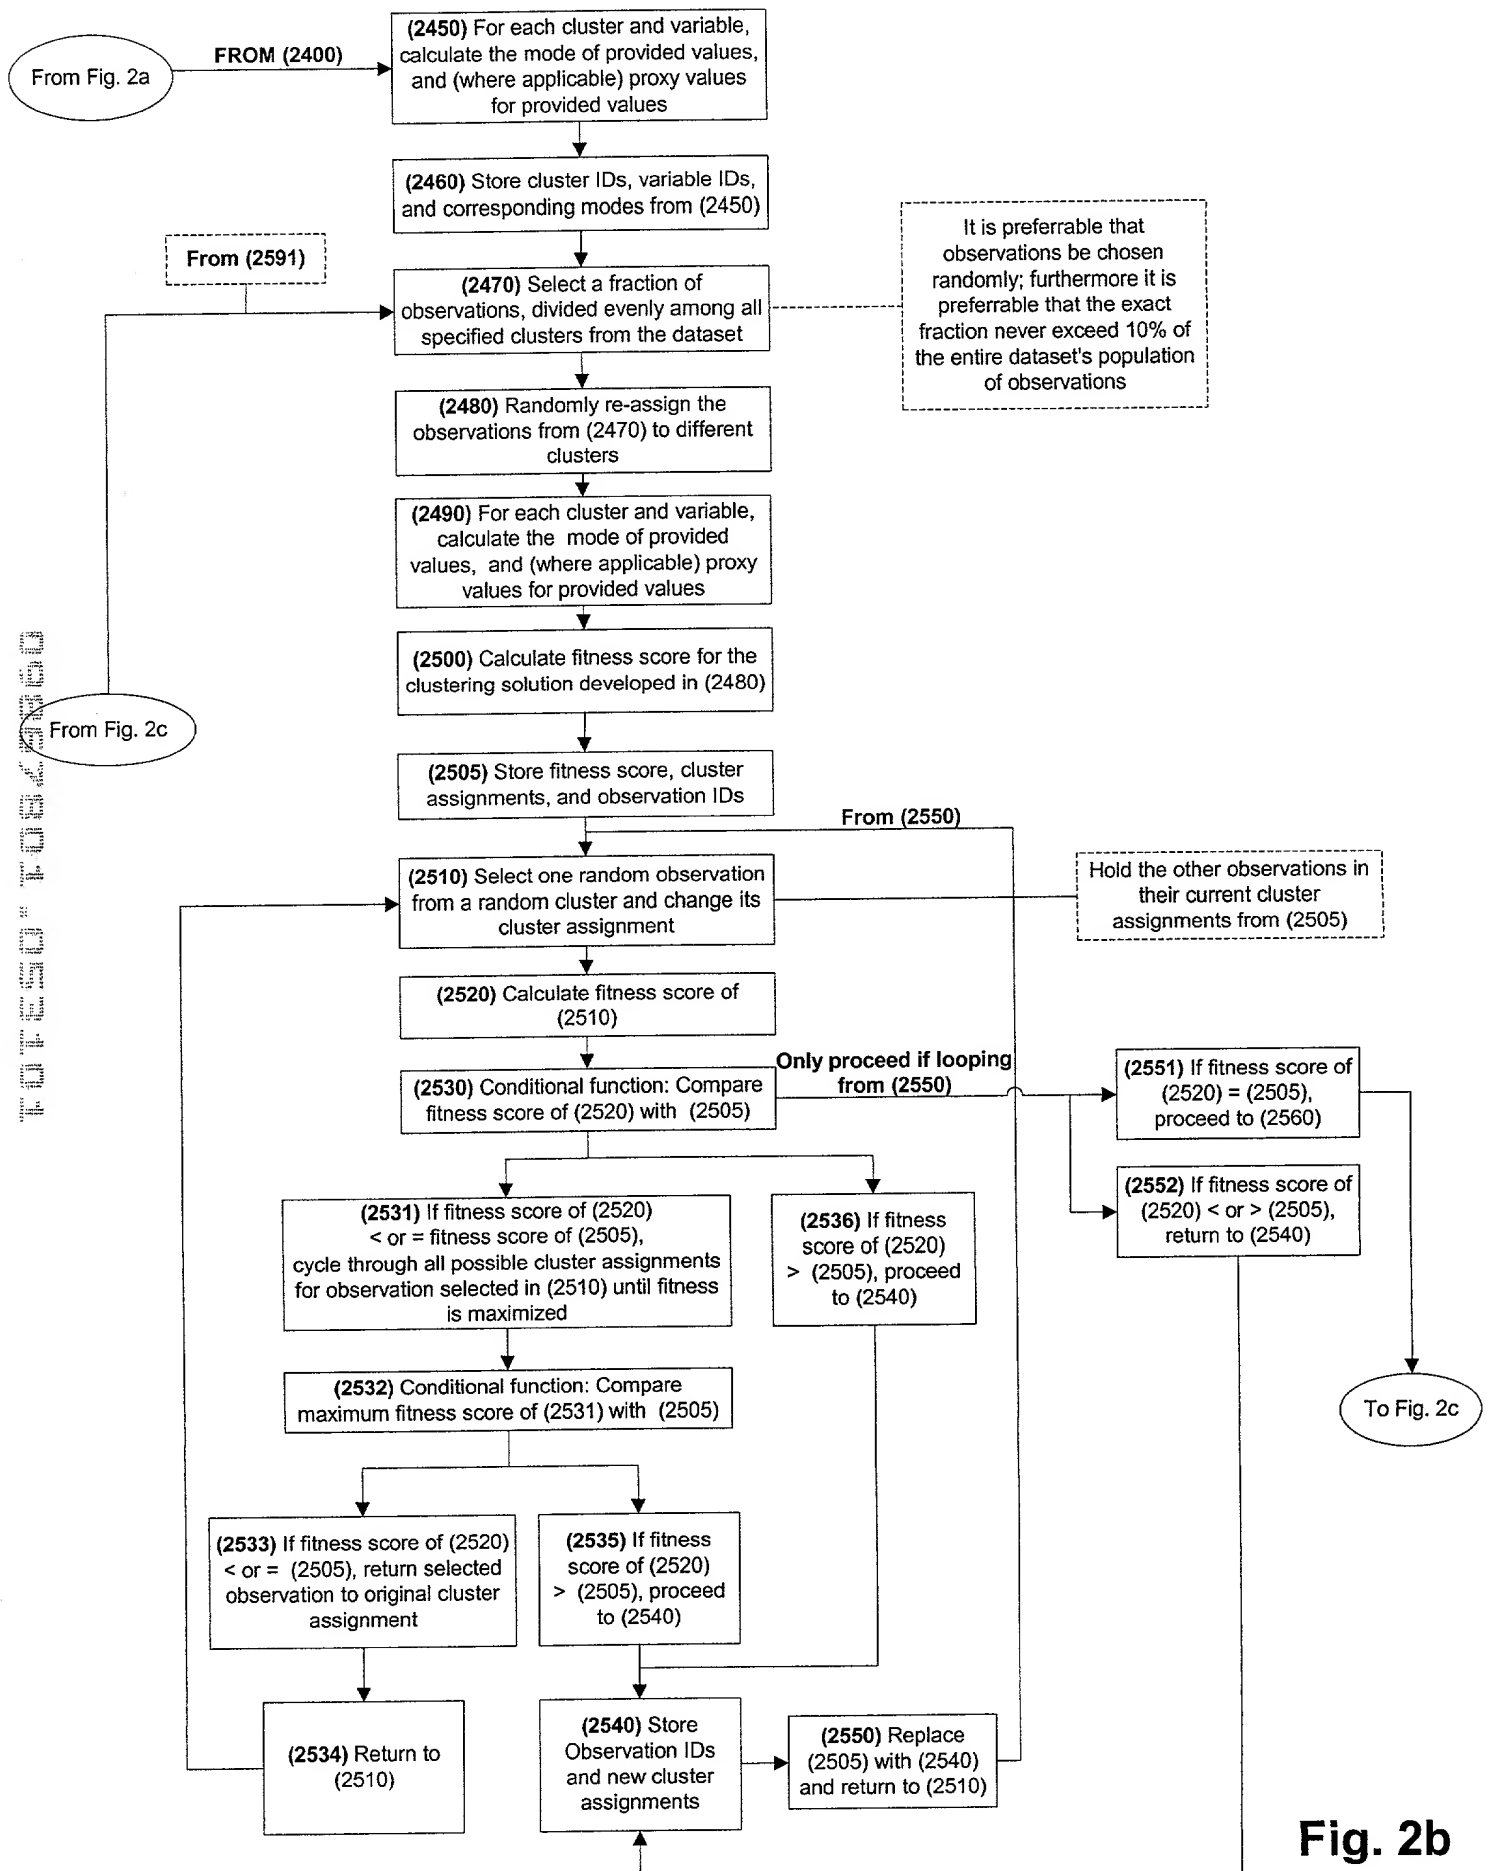 From Fig. 2a
FROM (2400)
(2450) For each cluster and variable,
calculate the mode of provided values,
and (where applicable) proxy values
for provided values
(2460) Store cluster IDs, variable IDs,
and corresponding modes from (2450)
From (2591)
(2470) Select a fraction of
observations, divided evenly among all
specified clusters from the dataset
It is preferrable that
observations be chosen
randomly; furthermore it is
preferrable that the exact
fraction never exceed 10% of
the entire dataset's population
of observations
(2480) Randomly re-assign the
observations from (2470) to different
clusters
(2490) For each cluster and variable,
calculate the mode of provided
values, and (where applicable) proxy
values for provided values
(2500) Calculate fitness score for the
clustering solution developed in (2480)
From Fig. 2c
(2505) Store fitness score, cluster
assignments, and observation IDs
From (2550)
(2510) Select one random observation
from a random cluster and change its
cluster assignment
Hold the other observations in
their current cluster
assignments from (2505)
(2520) Calculate fitness score of
(2510)
(2530) Conditional function: Compare
fitness score of (2520) with (2505)
Only proceed if looping
from (2550)
(2551) If fitness score of
(2520) = (2505),
proceed to (2560)
(2552) If fitness score of
(2520) < or > (2505),
return to (2540)
(2531) If fitness score of (2520)
< or = fitness score of (2505),
cycle through all possible cluster assignments
for observation selected in (2510) until fitness
is maximized
(2536) If fitness
score of (2520)
> (2505), proceed
to (2540)
(2532) Conditional function: Compare
maximum fitness score of (2531) with (2505)
To Fig. 2c
(2533) If fitness score of (2520)
< or = (2505), return selected
observation to original cluster
assignment
(2535) If fitness
score of (2520)
> (2505), proceed
to (2540)
(2534) Return to
(2510)
(2540) Store
Observation IDs
and new cluster
assignments
(2550) Replace
(2505) with (2540)
and return to (2510)
Fig. 2b